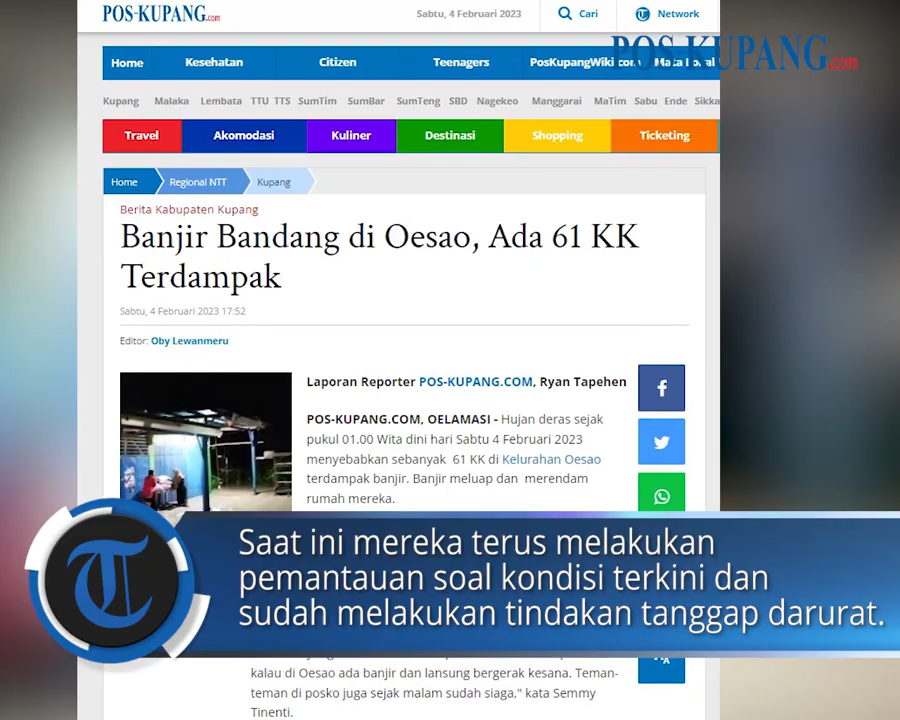 POS-KUPANG.com
Sabtu, 4 Februari 2023
Cari
Network
POS-KUPANG.com
Home Kesehatan Citizen Teenagers PosKupangWiki.com Mata Lokal
Kupang Malaka Lembata TTU TTS SumTim SumBar SumTeng SBD Nagekeo Manggarai MaTim Sabu Ende Sikka
Travel Akomodasi Kuliner Destinasi Shopping Ticketing
Home Regional NTT Kupang
Berita Kabupaten Kupang
Banjir Bandang di Oesao, Ada 61 KK
Terdampak
Sabtu, 4 Februari 2023 17:52
Editor: Oby Lewanmeru
Laporan Reporter POS-KUPANG.COM, Ryan Tapehen
POS-KUPANG.COM, OELAMASI - Hujan deras sejak
pukul 01.00 Wita dini hari Sabtu 4 Februari 2023
menyebabkan sebanyak 61 KK di Kelurahan Oesao
terdampak banjir. Banjir meluap dan merendam
rumah mereka.
Saat ini mereka terus melakukan
pemantauan soal kondisi terkini dan
sudah melakukan tindakan tanggap darurat.
kalau di Oesao ada banjir dan lansung bergerak kesana. Teman-
teman di posko juga sejak malam sudah siaga," kata Semmy
Tinenti.